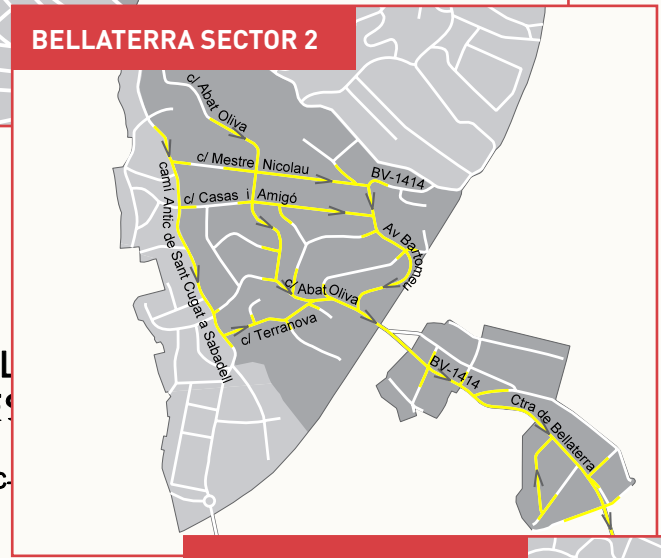 BELLATERRA SECTOR 2
c/ Abat Oliva
c/ Mestre Nicolau
BV-1414
camí Antic de Sant Cugat a Sabadell
c/ Casas i Amigó
Av Bartomeu
c/ Abat Oliva
c/ Terranova
BV-1414
Ctra de Bellaterra